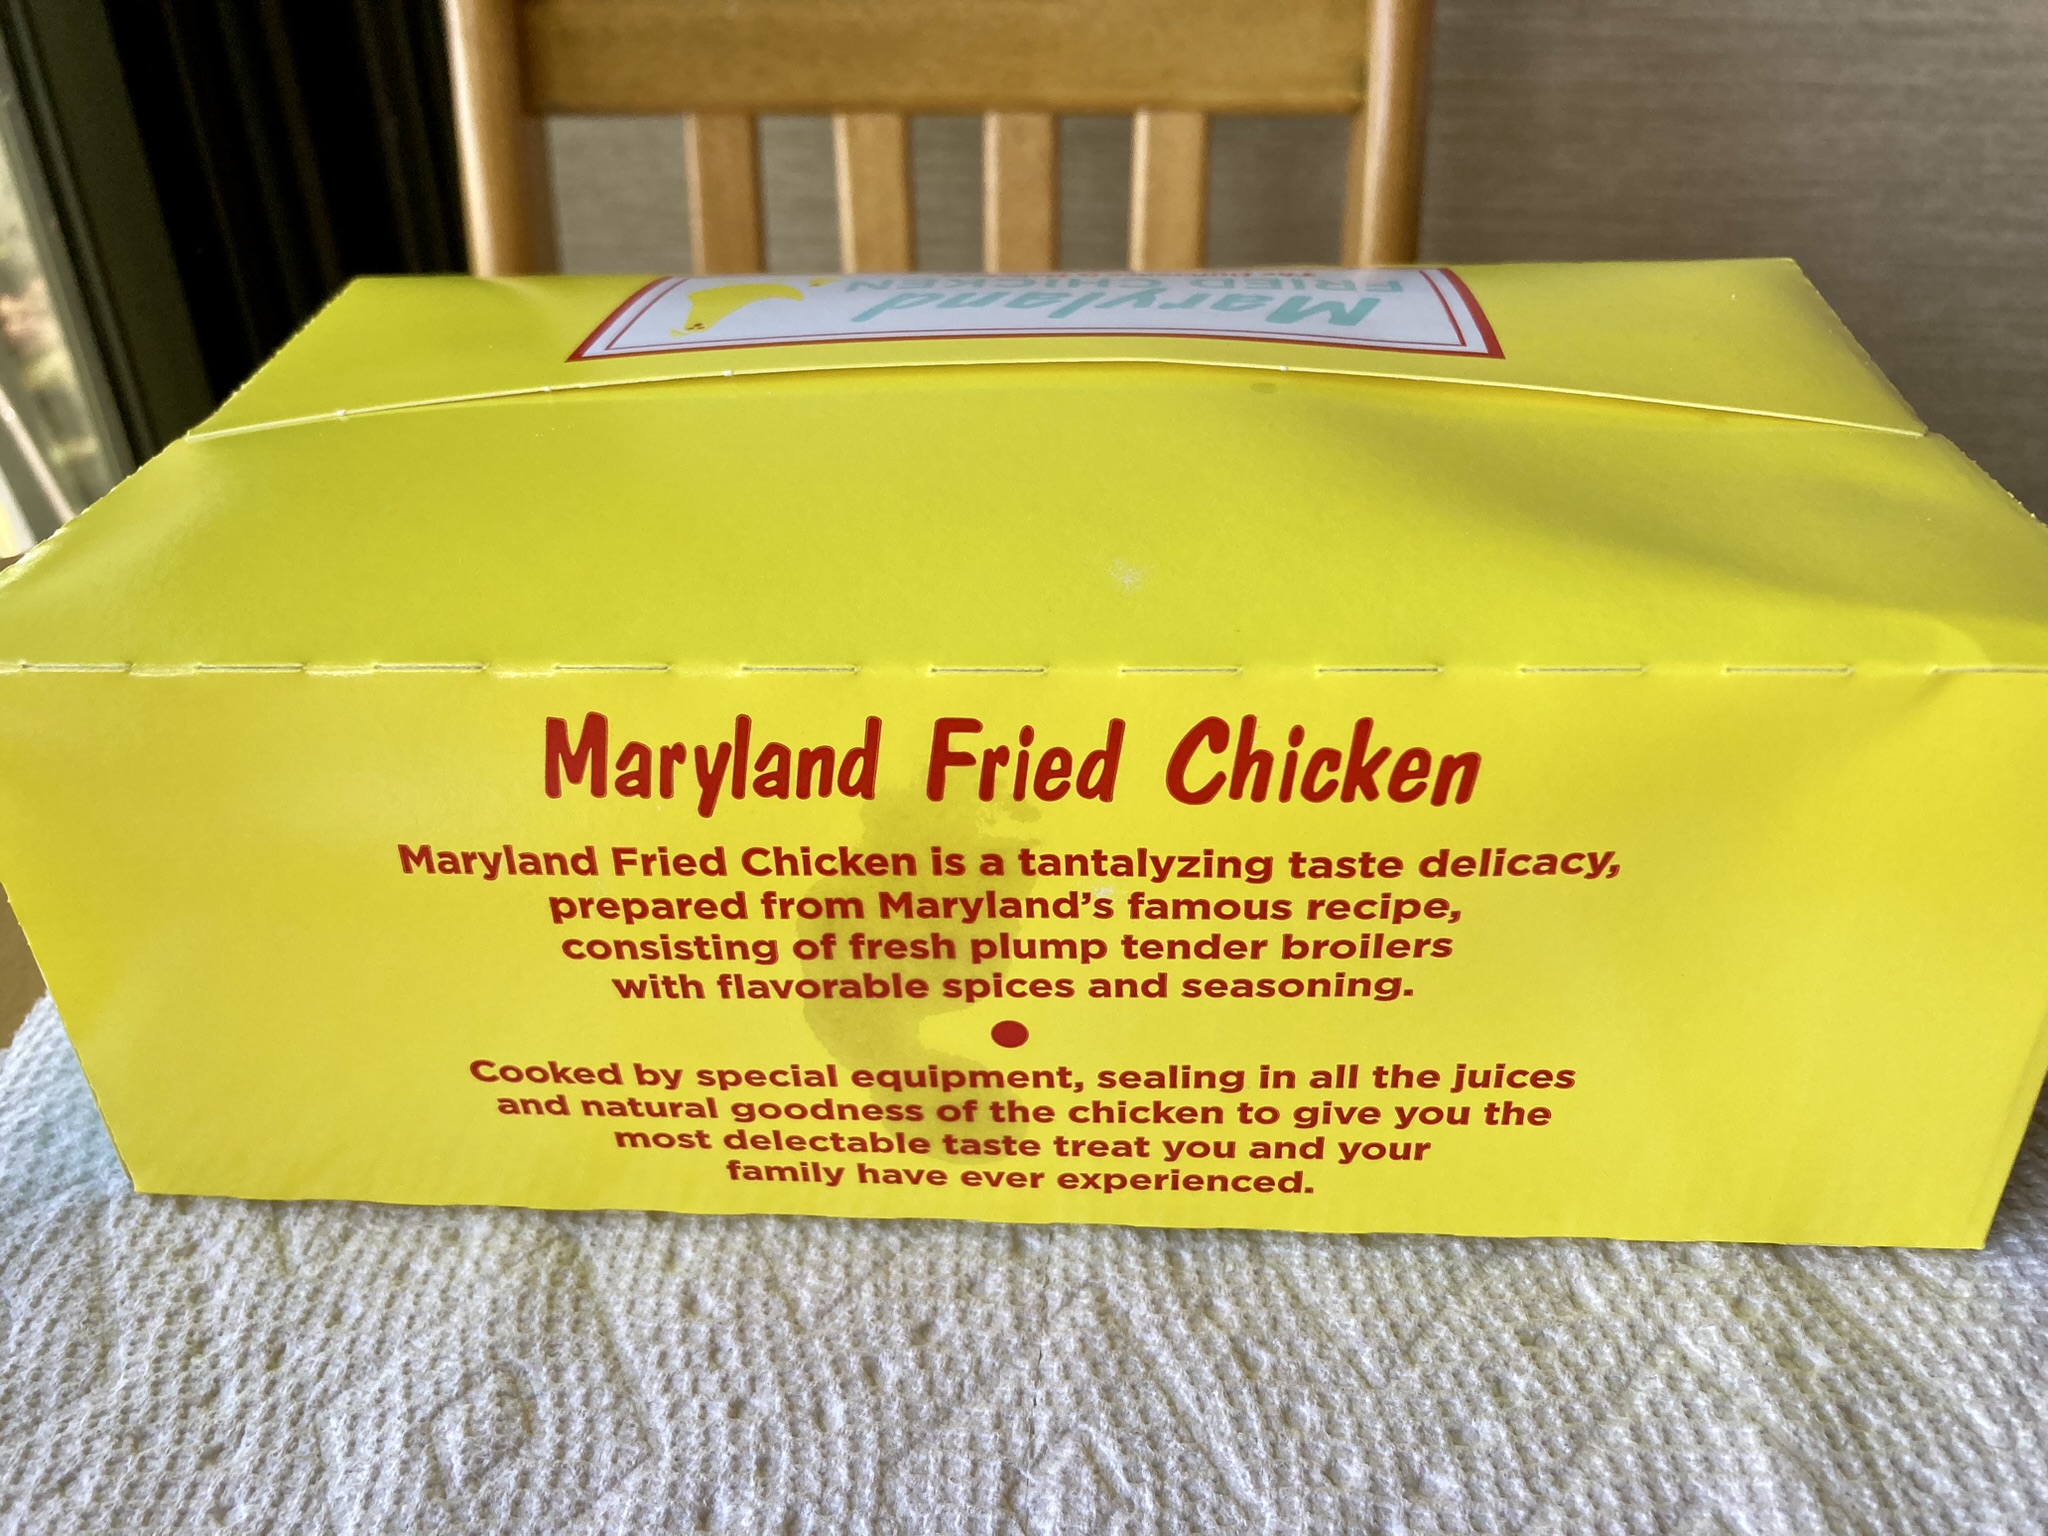 Maryland
FRIED CHICKEN
Maryland Fried Chicken
Maryland Fried Chicken is a tantalyzing taste delicacy,
prepared from Maryland’s famous recipe,
consisting of fresh plump tender broilers
with flavorable spices and seasoning.
Cooked by special equipment, sealing in all the juices
and natural goodness of the chicken to give you the
most delectable taste treat you and your
family have ever experienced.